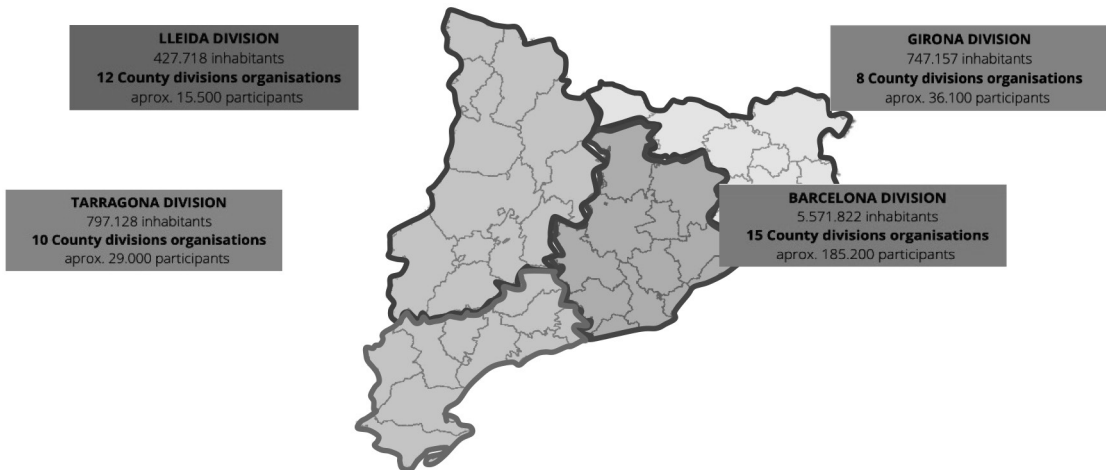 LLEIDA DIVISION
427.718 inhabitants
12 County divisions organisations
aprox. 15.500 participants
GIRONA DIVISION
747.157 inhabitants
8 County divisions organisations
aprox. 36.100 participants
TARRAGONA DIVISION
797.128 inhabitants
10 County divisions organisations
aprox. 29.000 participants
BARCELONA DIVISION
5.571.822 inhabitants
15 County divisions organisations
aprox. 185.200 participants